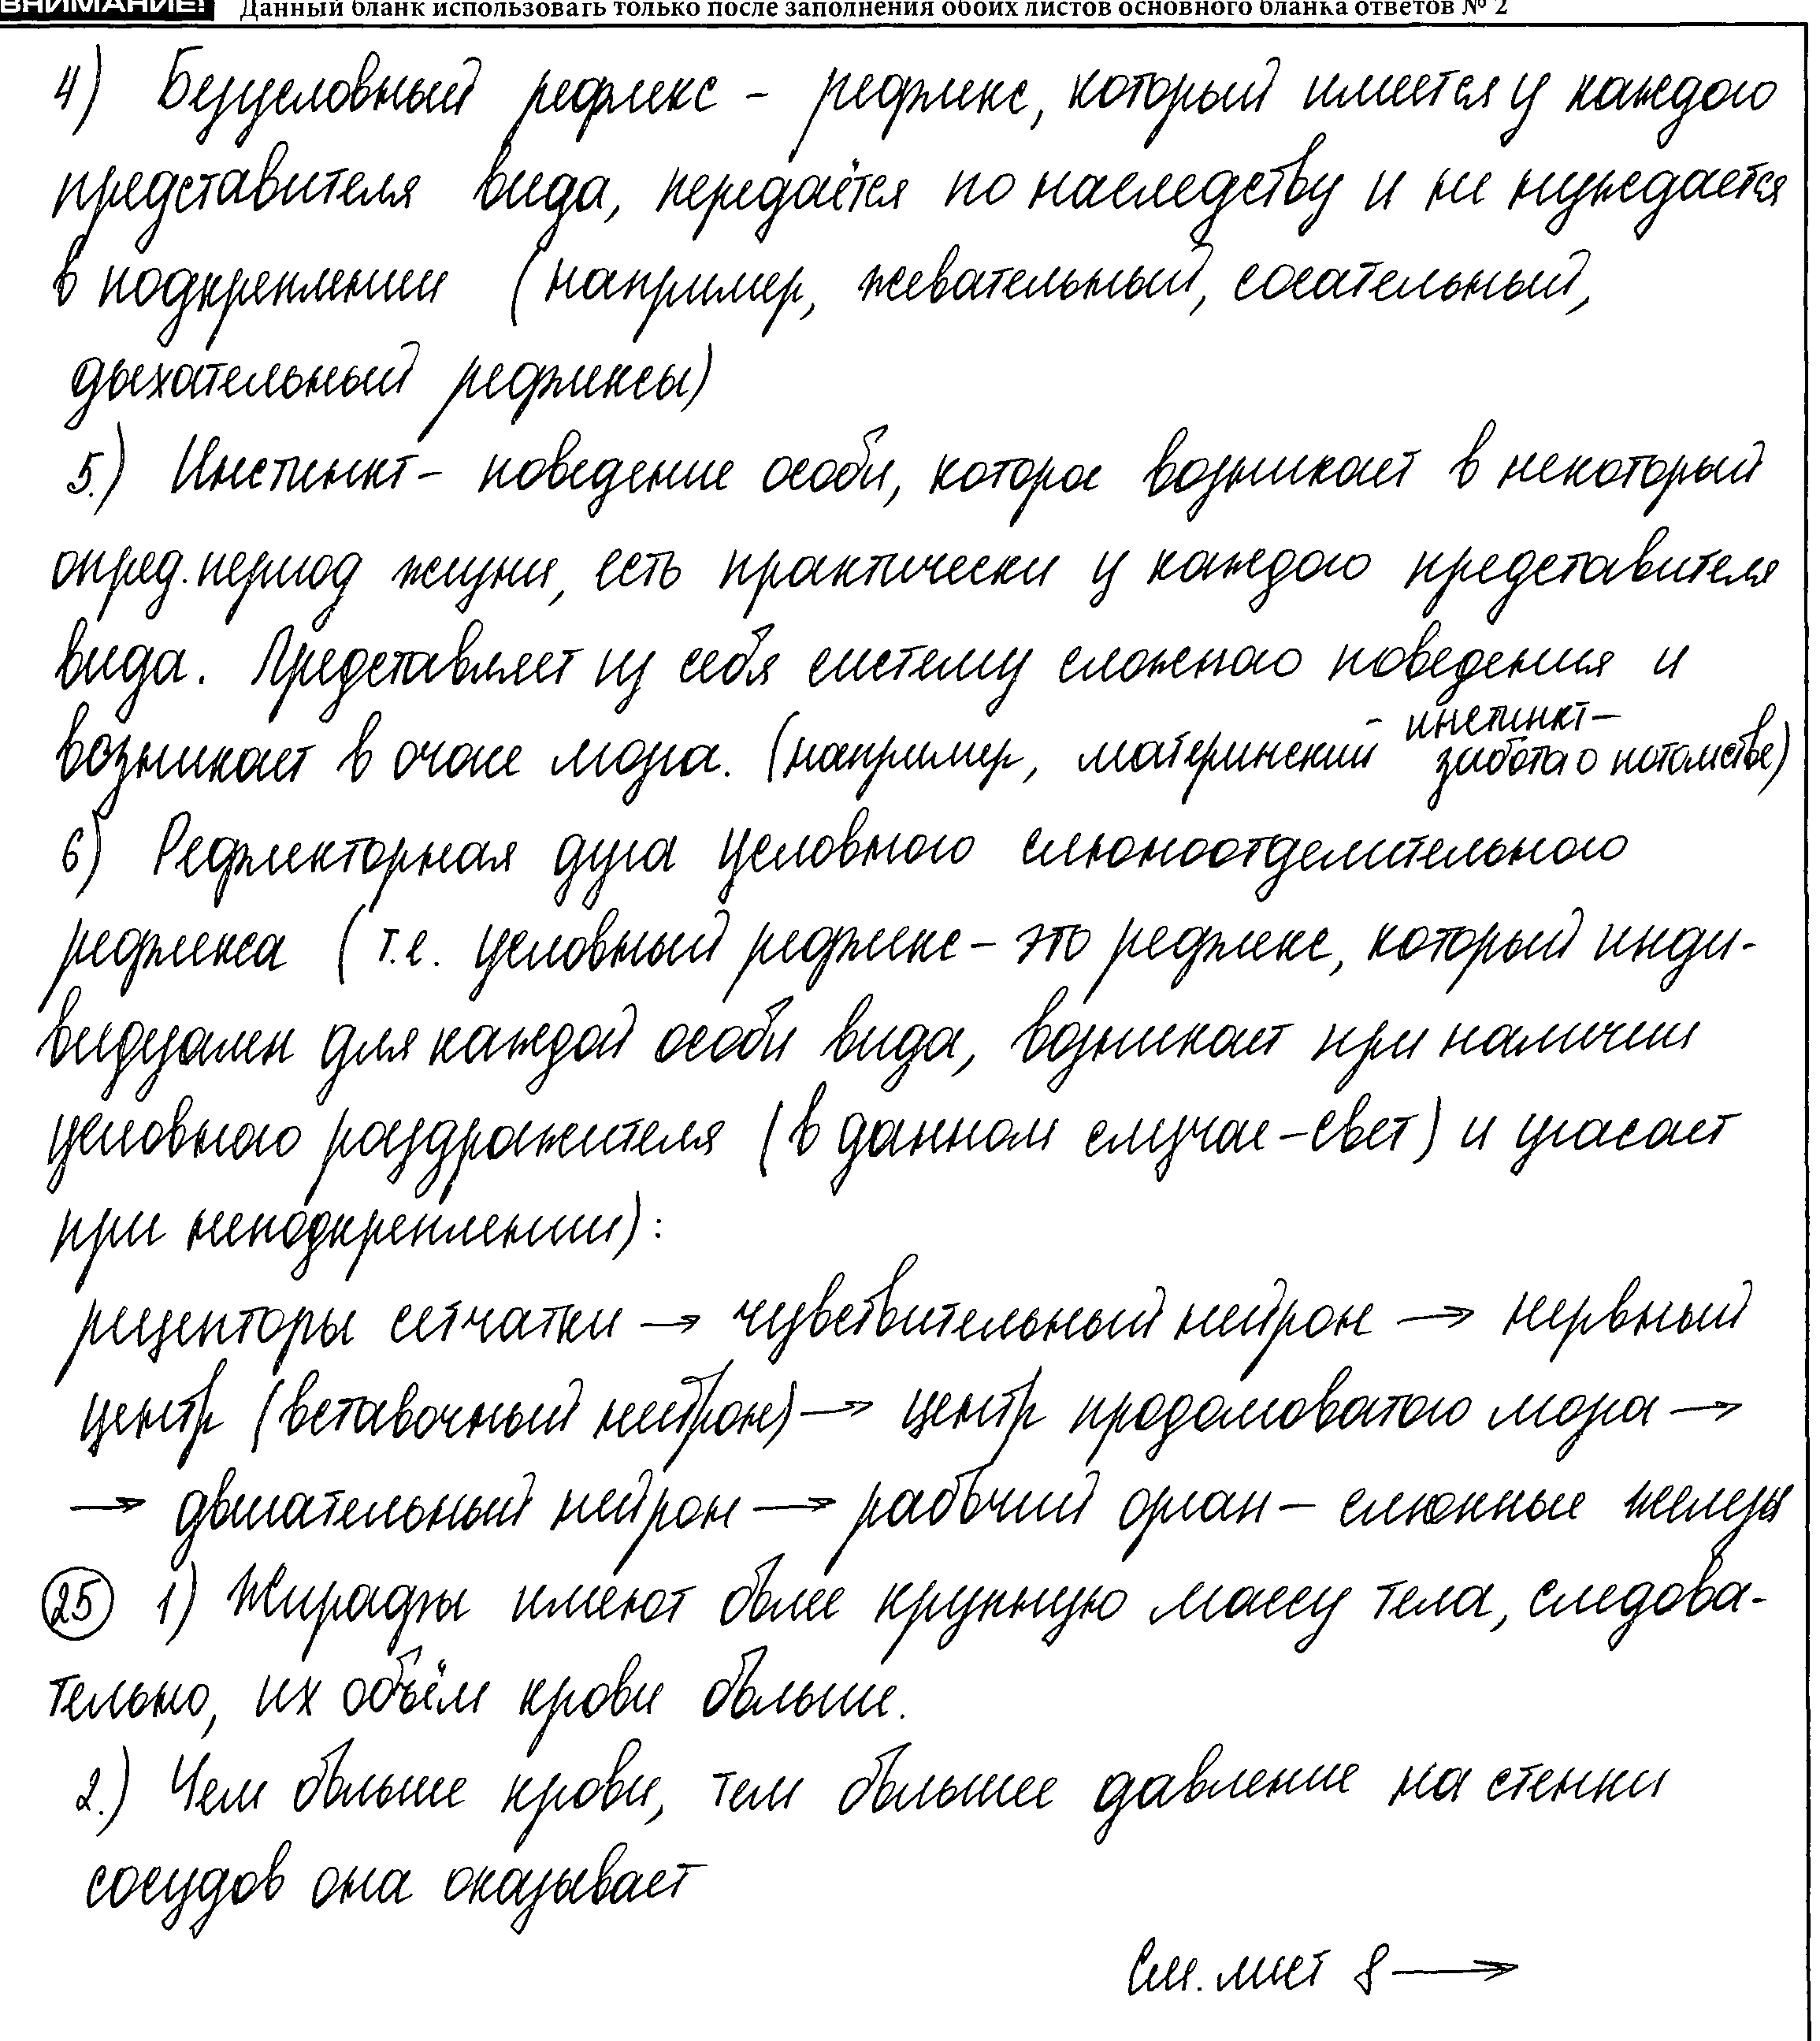 ВНИМАНИЕ! Данный бланк использовать только после заполнения обоих листов основного бланка ответов № 2
4) Безусловный рефлекс - рефлекс, который имеется у каждого
представителя вида, передаётся по наследству и не нуждается
в подкреплении (например, жевательный, сосательный,
дыхательный рефлексы)
5.) Инстинкт - поведение особи, которое возникает в некоторый
опред. период жизни, есть практически у каждого представителя
вида. Представляет из себя систему сложного поведения и
возникает в очаге мозга. (например, материнский - инстинкт - забота о потомстве)
6) Рефлекторная дуга условного слюноотделительного
рефлекса (т.е. условный рефлекс - это рефлекс, который инди-
видуален для каждой особи вида, возникает при наличии
условного раздражителя (в данном случае - свет) и угасает
при неподкреплении):
рецепторы сетчатки → чувствительный нейрон → нервный
центр (вставочный нейрон) → центр продолговатого мозга →
→ двигательный нейрон → рабочий орган - слюнные железы
25 1) Жирафы имеют более крупную массу тела, следова-
тельно, их объём крови больше.
2.) Чем больше крови, тем большее давление на стенки
сосудов она оказывает
См. лист 8 →